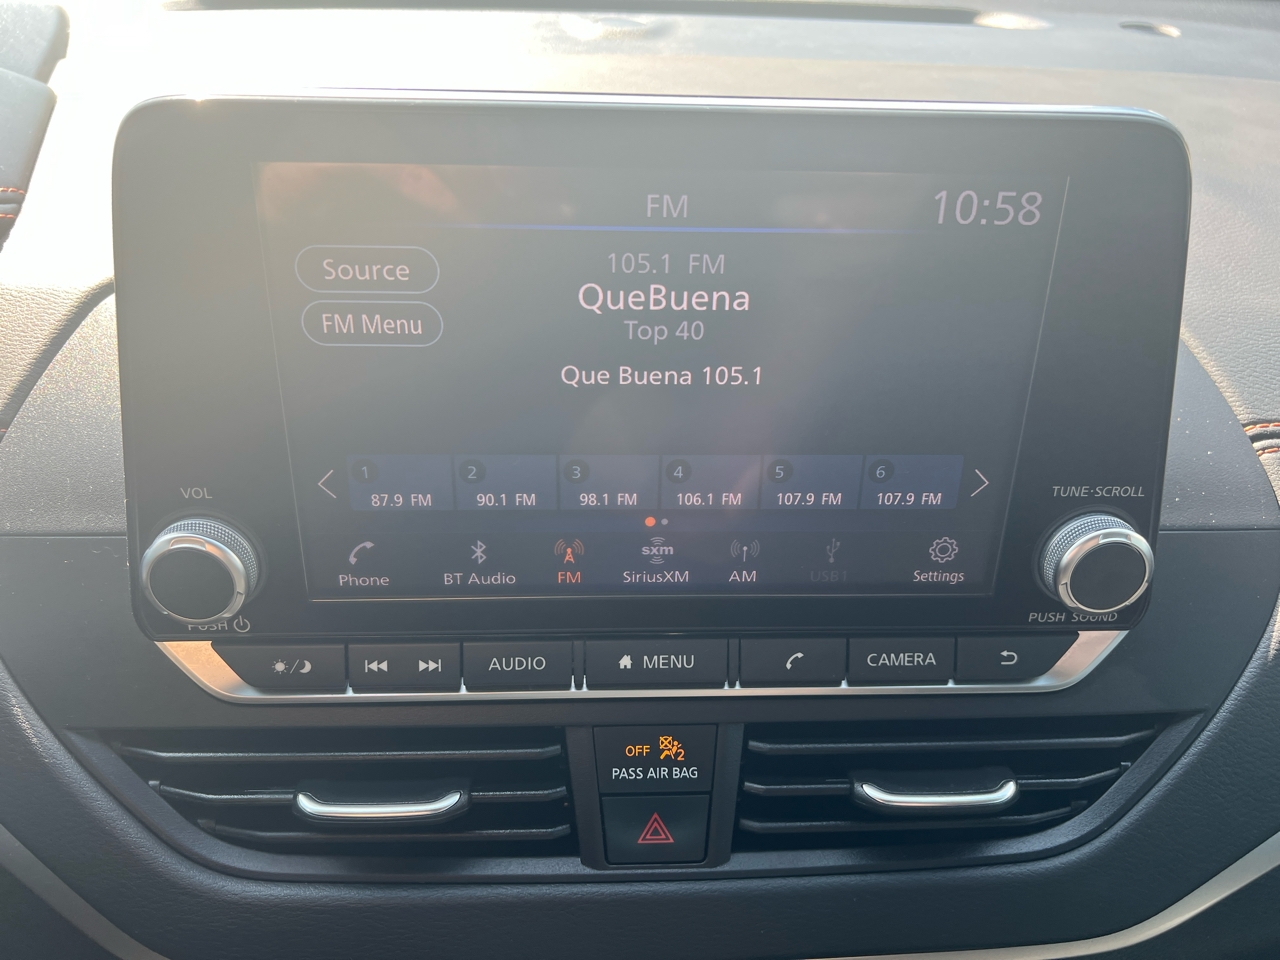 FM
10:58
Source
FM Menu
105.1 FM
QueBuena
Top 40
Que Buena 105.1
1 2 3 4 5 6
87.9 FM 90.1 FM 98.1 FM 106.1 FM 107.9 FM 107.9 FM
VOL
TUNE·SCROLL
sxm
Phone BT Audio FM SiriusXM AM USB1 Settings
PUSH
PUSH SOUND
AUDIO MENU CAMERA
OFF 2
PASS AIR BAG